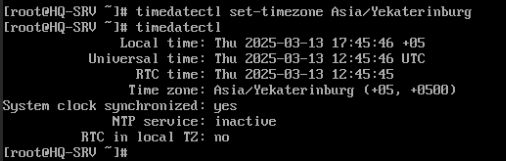 [root@HQ-SRV ~]# timedatectl set-timezone Asia/Yekaterinburg
[root@HQ-SRV ~]# timedatectl
Local time: Thu 2025-03-13 17:45:46 +05
Universal time: Thu 2025-03-13 12:45:46 UTC
RTC time: Thu 2025-03-13 12:45:45
Time zone: Asia/Yekaterinburg (+05, +0500)
System clock synchronized: yes
NTP service: inactive
RTC in local TZ: no
[root@HQ-SRV ~]#